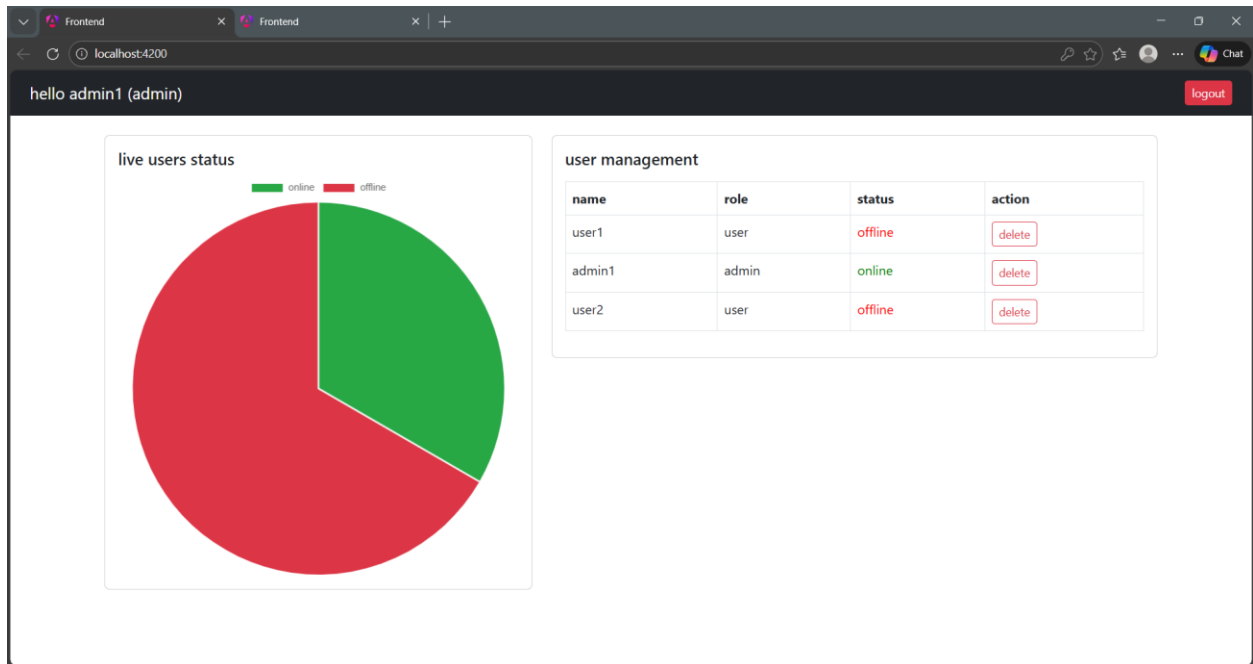 Frontend Frontend
localhost:4200 Chat
hello admin1 (admin) logout
live users status
online offline
user management
name role status action
user1 user offline delete
admin1 admin online delete
user2 user offline delete